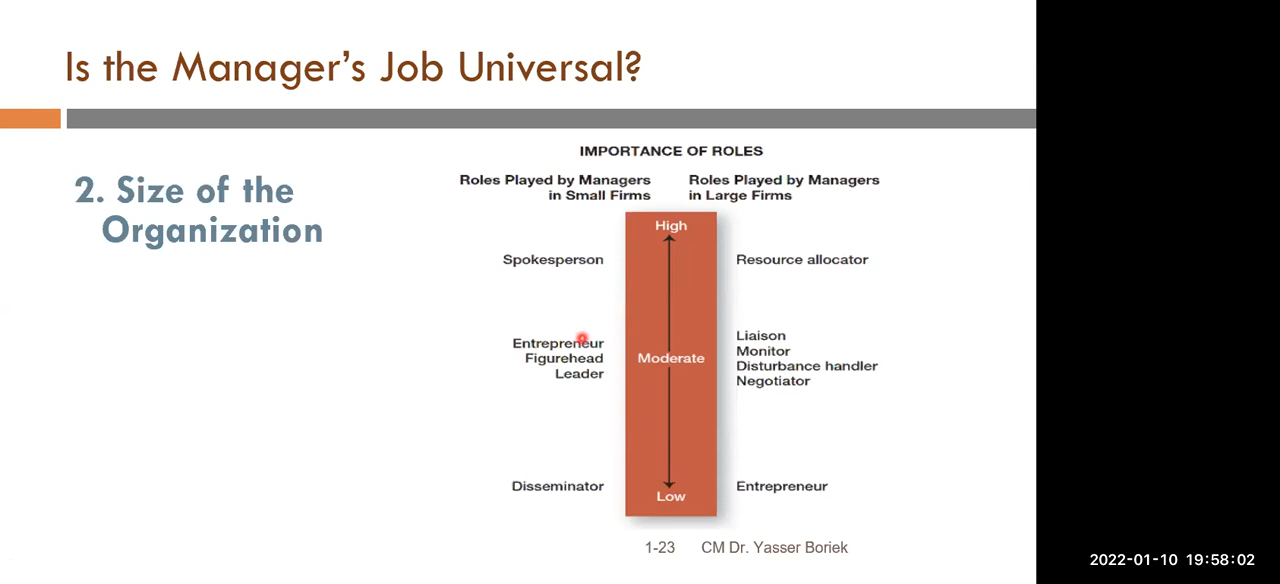 Is the Manager's Job Universal?
2. Size of the
Organization
IMPORTANCE OF ROLES
Roles Played by Managers
in Small Firms
Roles Played by Managers
in Large Firms
High
Spokesperson
Resource allocator
Entrepreneur
Figurehead
Leader
Moderate
Liaison
Monitor
Disturbance handler
Negotiator
Disseminator
Low
Entrepreneur
1-23 CM Dr. Yasser Boriek
2022-01-10 19:58:02